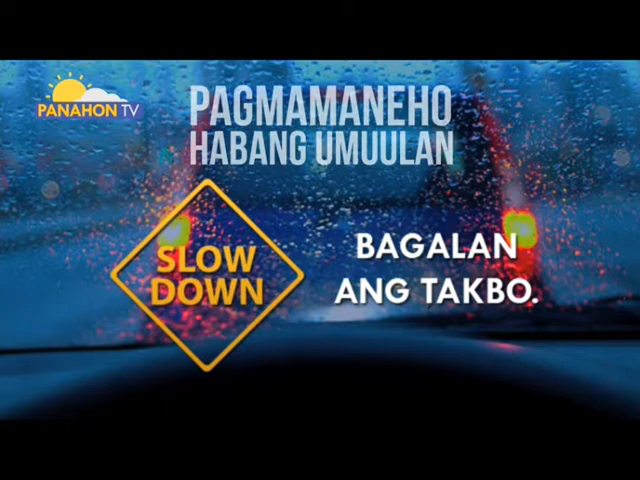 PANAHON TV
PAGMAMANEHO
HABANG UMUULAN
SLOW
DOWN
BAGALAN
ANG TAKBO.